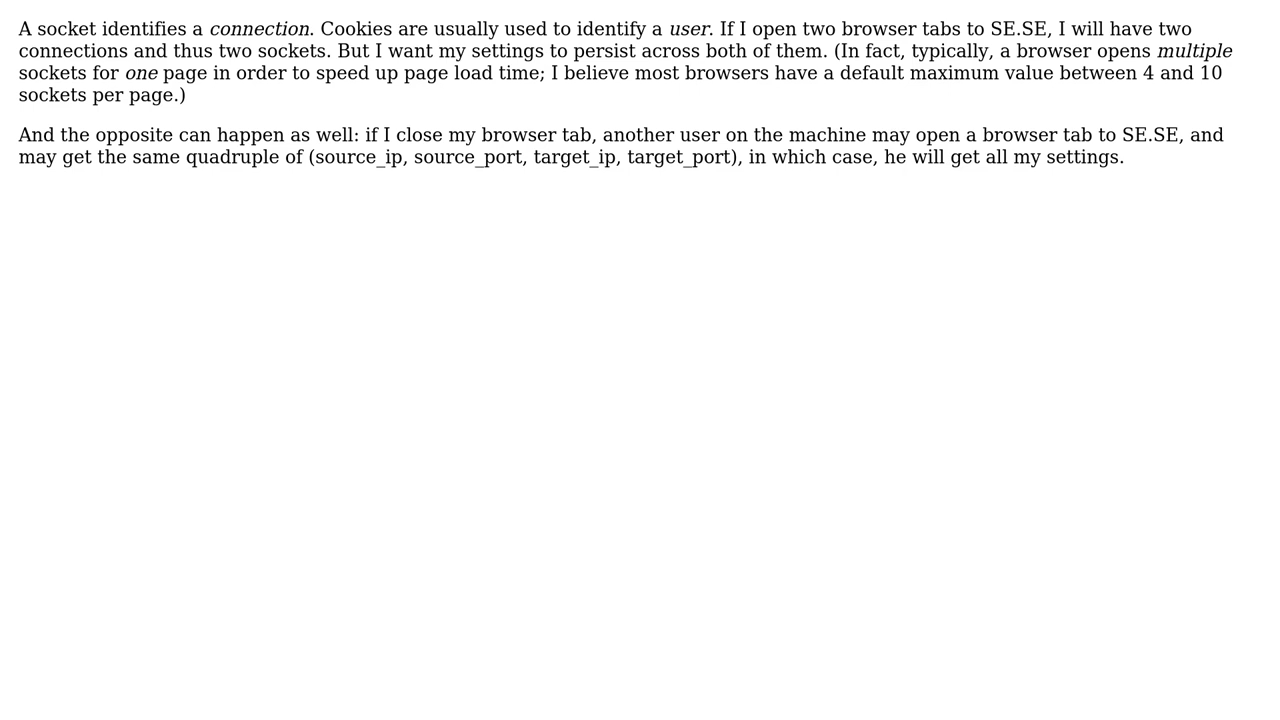 A socket identifies a connection. Cookies are usually used to identify a user. If I open two browser tabs to SE.SE, I will have two
connections and thus two sockets. But I want my settings to persist across both of them. (In fact, typically, a browser opens multiple
sockets for one page in order to speed up page load time; I believe most browsers have a default maximum value between 4 and 10
sockets per page.)
And the opposite can happen as well: if I close my browser tab, another user on the machine may open a browser tab to SE.SE, and
may get the same quadruple of (source_ip, source_port, target_ip, target_port), in which case, he will get all my settings.